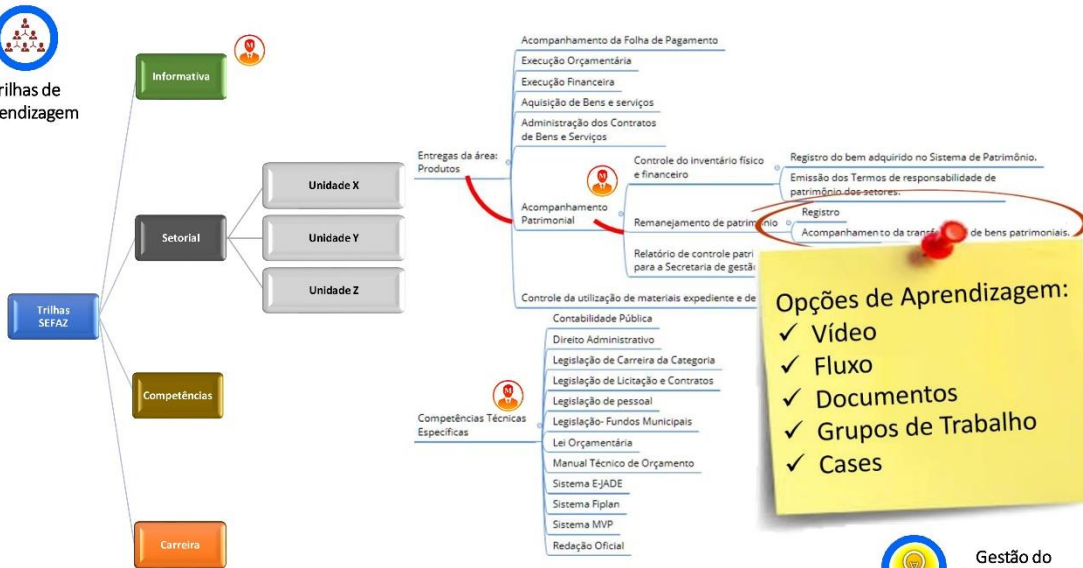 rilhas de
endizagem
Trilhas
SEFAZ
Informativa
Setorial
Competências
Carreira
Unidade X
Unidade Y
Unidade Z
Entregas da área:
Produtos
Acompanhamento da Folha de Pagamento
Execução Orçamentária
Execução Financeira
Aquisição de Bens e serviços
Administração dos Contratos
de Bens e Serviços
Acompanhamento
Patrimonial
Controle do inventário físico
e financeiro
Registro do bem adquirido no Sistema de Patrimônio.
Emissão dos Termos de responsabilidade de
patrimônio dos setores.
Remanejamento de patrimônio
Registro
Acompanhamento da transf de bens patrimoniais.
Relatório de controle patri
para a Secretaria de gestã
Controle da utilização de materiais expediente e de
Competências Técnicas
Específicas
Contabilidade Pública
Direito Administrativo
Legislação de Carreira da Categoria
Legislação de Licitação e Contratos
Legislação de pessoal
Legislação- Fundos Municipais
Lei Orçamentária
Manual Técnico de Orçamento
Sistema E-JADE
Sistema Fiplan
Sistema MVP
Redação Oficial
Opções de Aprendizagem:
✓ Vídeo
✓ Fluxo
✓ Documentos
✓ Grupos de Trabalho
✓ Cases
Gestão do
M
M
M